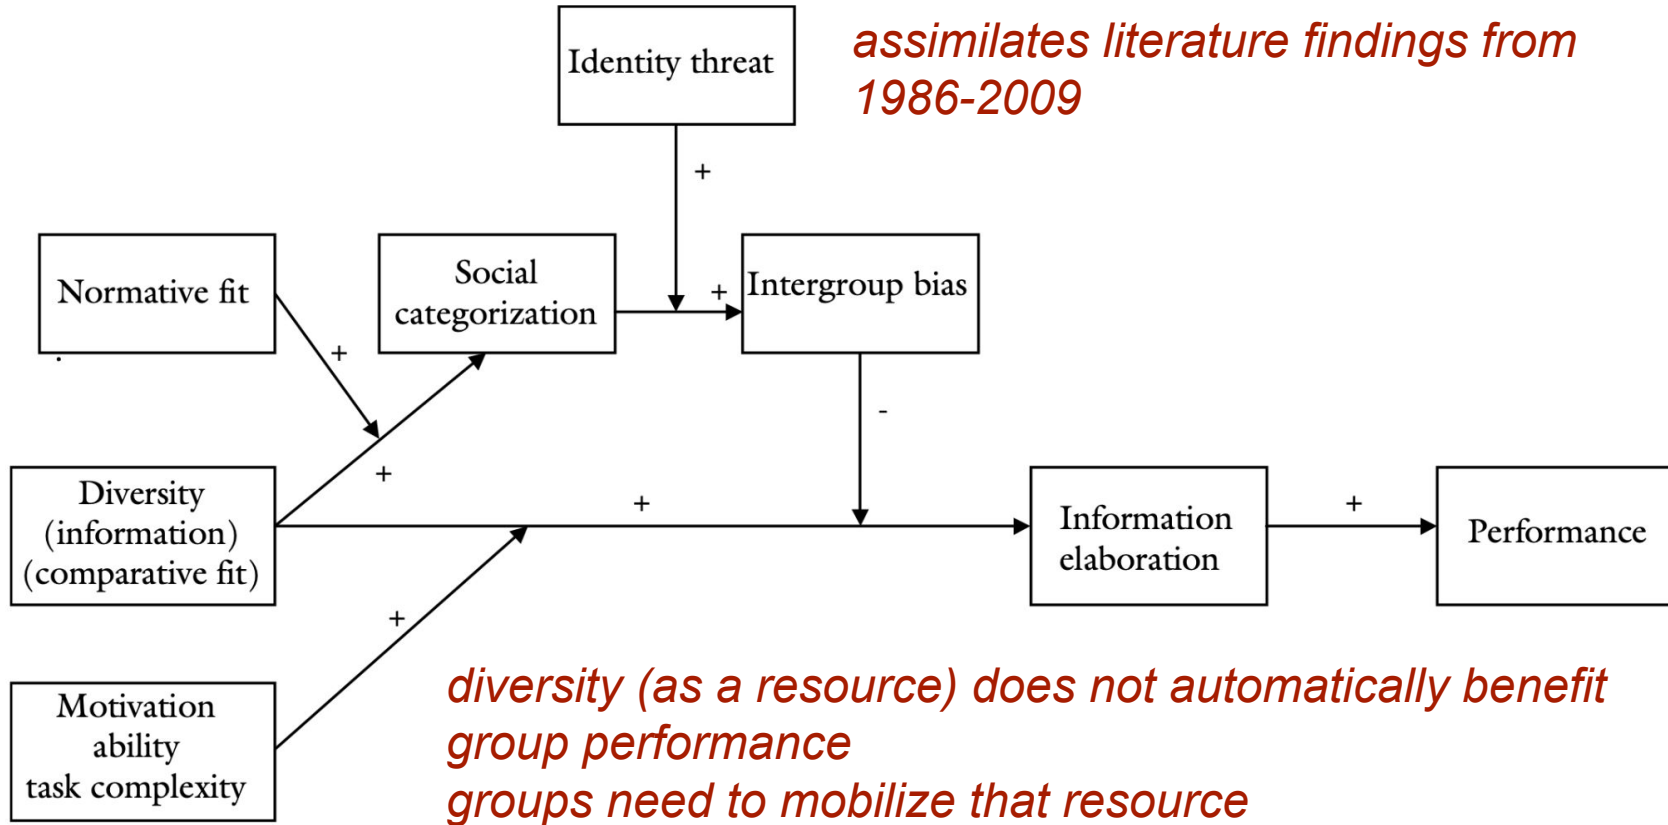 Identity threat
assimilates literature findings from
1986-2009
+
Normative fit
Social
categorization
+
Intergroup bias
+
-
+
Diversity
(information)
(comparative fit)
+
Information
elaboration
+
Performance
+
Motivation
ability
task complexity
diversity (as a resource) does not automatically benefit
group performance
groups need to mobilize that resource